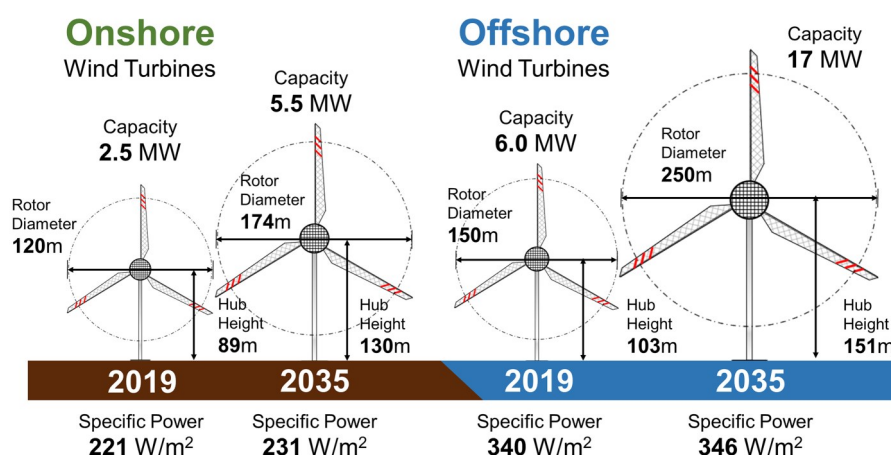 Onshore
Wind Turbines
Capacity
2.5 MW
Rotor
Diameter
120m
Hub
Height
89m
Capacity
5.5 MW
Rotor
Diameter
174m
Hub
Height
130m
Offshore
Wind Turbines
Capacity
6.0 MW
Rotor
Diameter
150m
Hub
Height
103m
Capacity
17 MW
Rotor
Diameter
250m
Hub
Height
151m
2019
2035
2019
2035
Specific Power
221 W/m²
Specific Power
231 W/m²
Specific Power
340 W/m²
Specific Power
346 W/m²